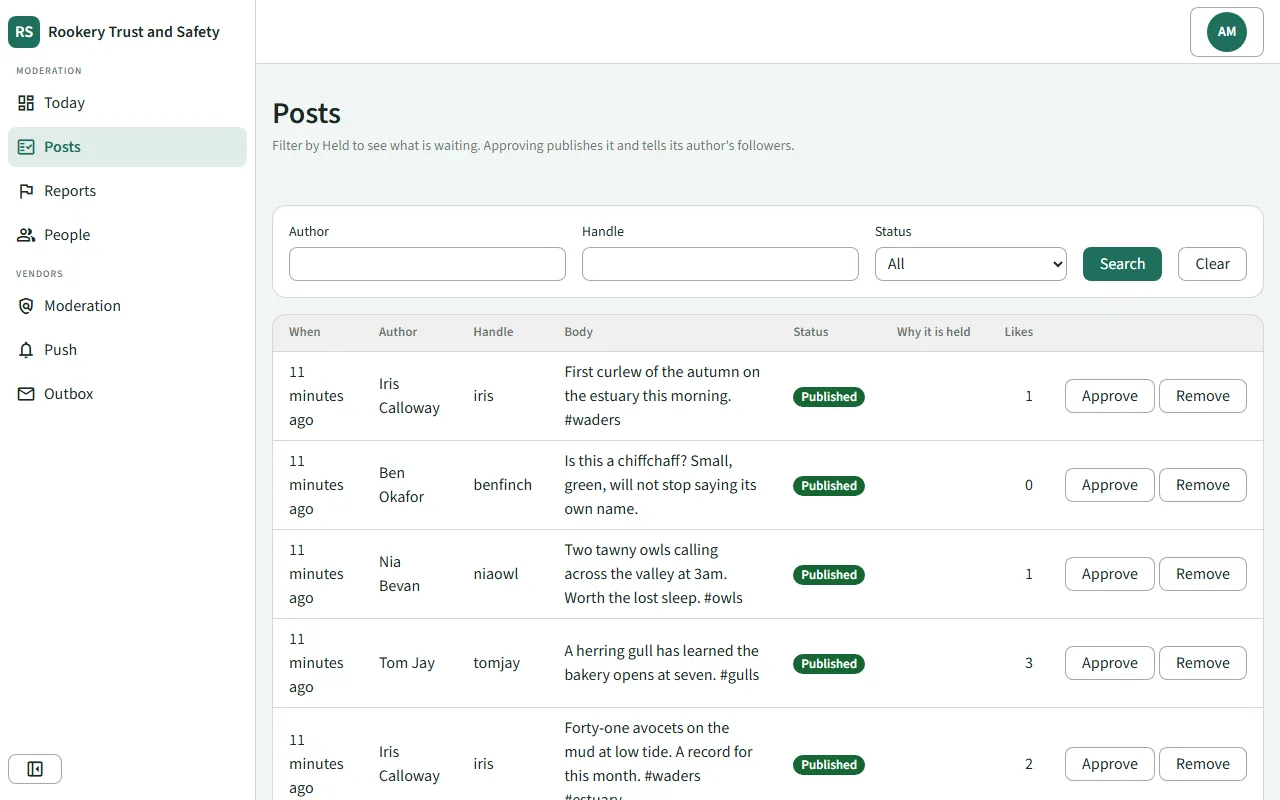 RS Rookery Trust and Safety
AM
MODERATION
Today
Posts
Reports
People
VENDORS
Moderation
Push
Outbox
Posts
Filter by Held to see what is waiting. Approving publishes it and tells its author's followers.
Author Handle Status
All Search Clear
When Author Handle Body Status Why it is held Likes
11 minutes ago
Iris Calloway
iris
First curlew of the autumn on
the estuary this morning.
#waders
Published
1
Approve Remove
11 minutes ago
Ben Okafor
benfinch
Is this a chiffchaff? Small,
green, will not stop saying its
own name.
Published
0
Approve Remove
11 minutes ago
Nia Bevan
niaowl
Two tawny owls calling
across the valley at 3am.
Worth the lost sleep. #owls
Published
1
Approve Remove
11 minutes ago
Tom Jay
tomjay
A herring gull has learned the
bakery opens at seven. #gulls
Published
3
Approve Remove
11 minutes ago
Iris Calloway
iris
Forty-one avocets on the
mud at low tide. A record for
this month. #waders
#estuary
Published
2
Approve Remove